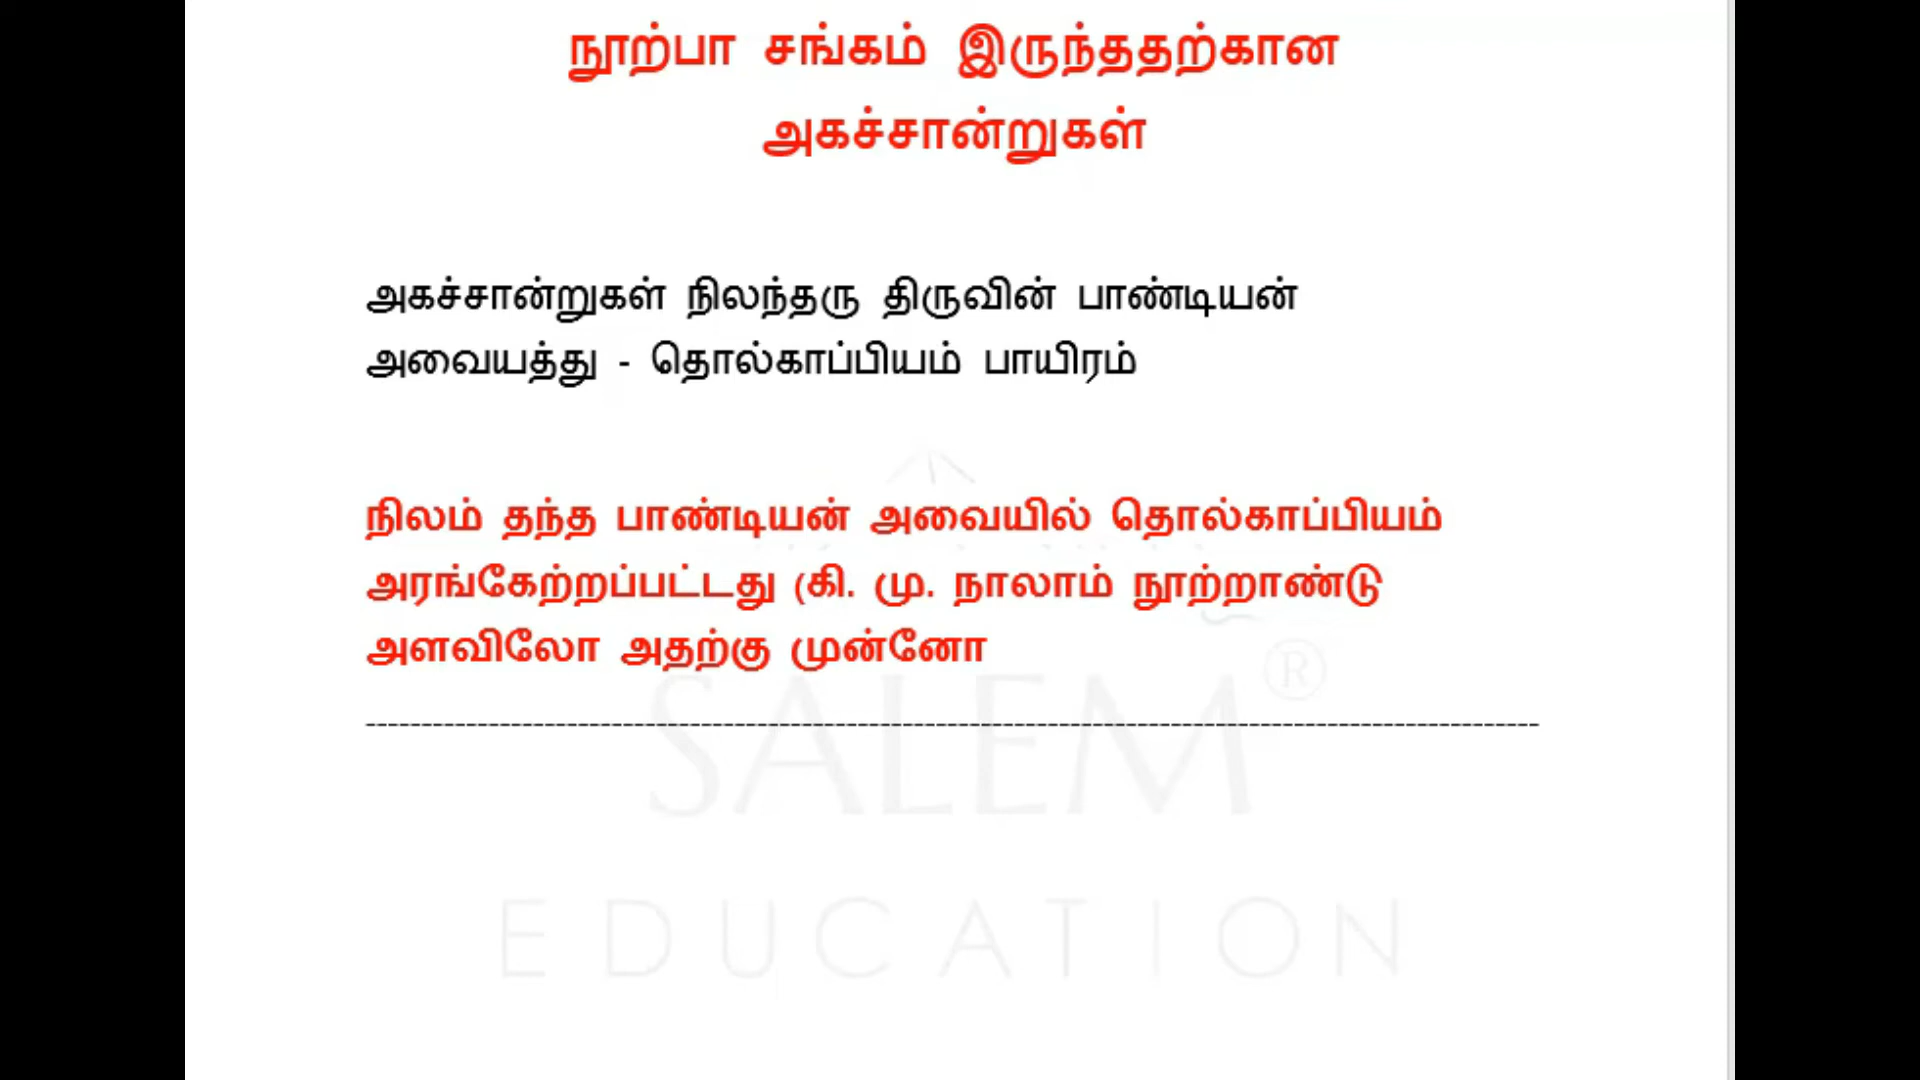 நூற்பா சங்கம் இருந்ததற்கான
அகச்சான்றுகள்
அகச்சான்றுகள் நிலந்தரு திருவின் பாண்டியன்
அவையத்து - தொல்காப்பியம் பாயிரம்
நிலம் தந்த பாண்டியன் அவையில் தொல்காப்பியம்
அரங்கேற்றப்பட்டது (கி. மு. நாலாம் நூற்றாண்டு
அளவிலோ அதற்கு முன்னோ
SALEM®
EDUCATION